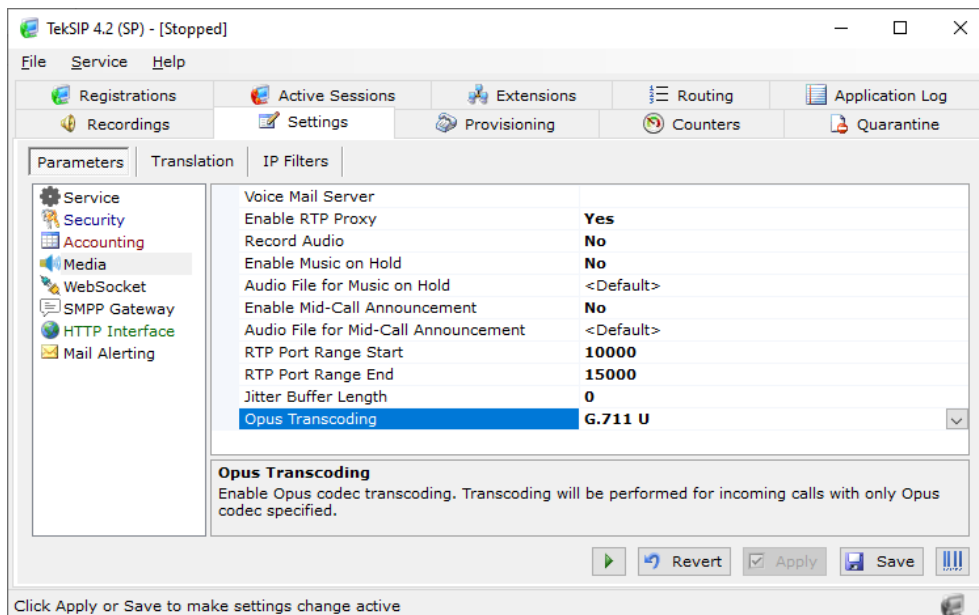 TekSIP 4.2 (SP) - [Stopped]
File Service Help
Registrations Active Sessions Extensions Routing Application Log
Recordings Settings Provisioning Counters Quarantine
Parameters Translation IP Filters
Service
Security
Accounting
Media
WebSocket
SMPP Gateway
HTTP Interface
Mail Alerting
Voice Mail Server
Enable RTP Proxy Yes
Record Audio No
Enable Music on Hold No
Audio File for Music on Hold <Default>
Enable Mid-Call Announcement No
Audio File for Mid-Call Announcement <Default>
RTP Port Range Start 10000
RTP Port Range End 15000
Jitter Buffer Length 0
Opus Transcoding G.711 U
Opus Transcoding
Enable Opus codec transcoding. Transcoding will be performed for incoming calls with only Opus
codec specified.
Revert Apply Save
Click Apply or Save to make settings change active